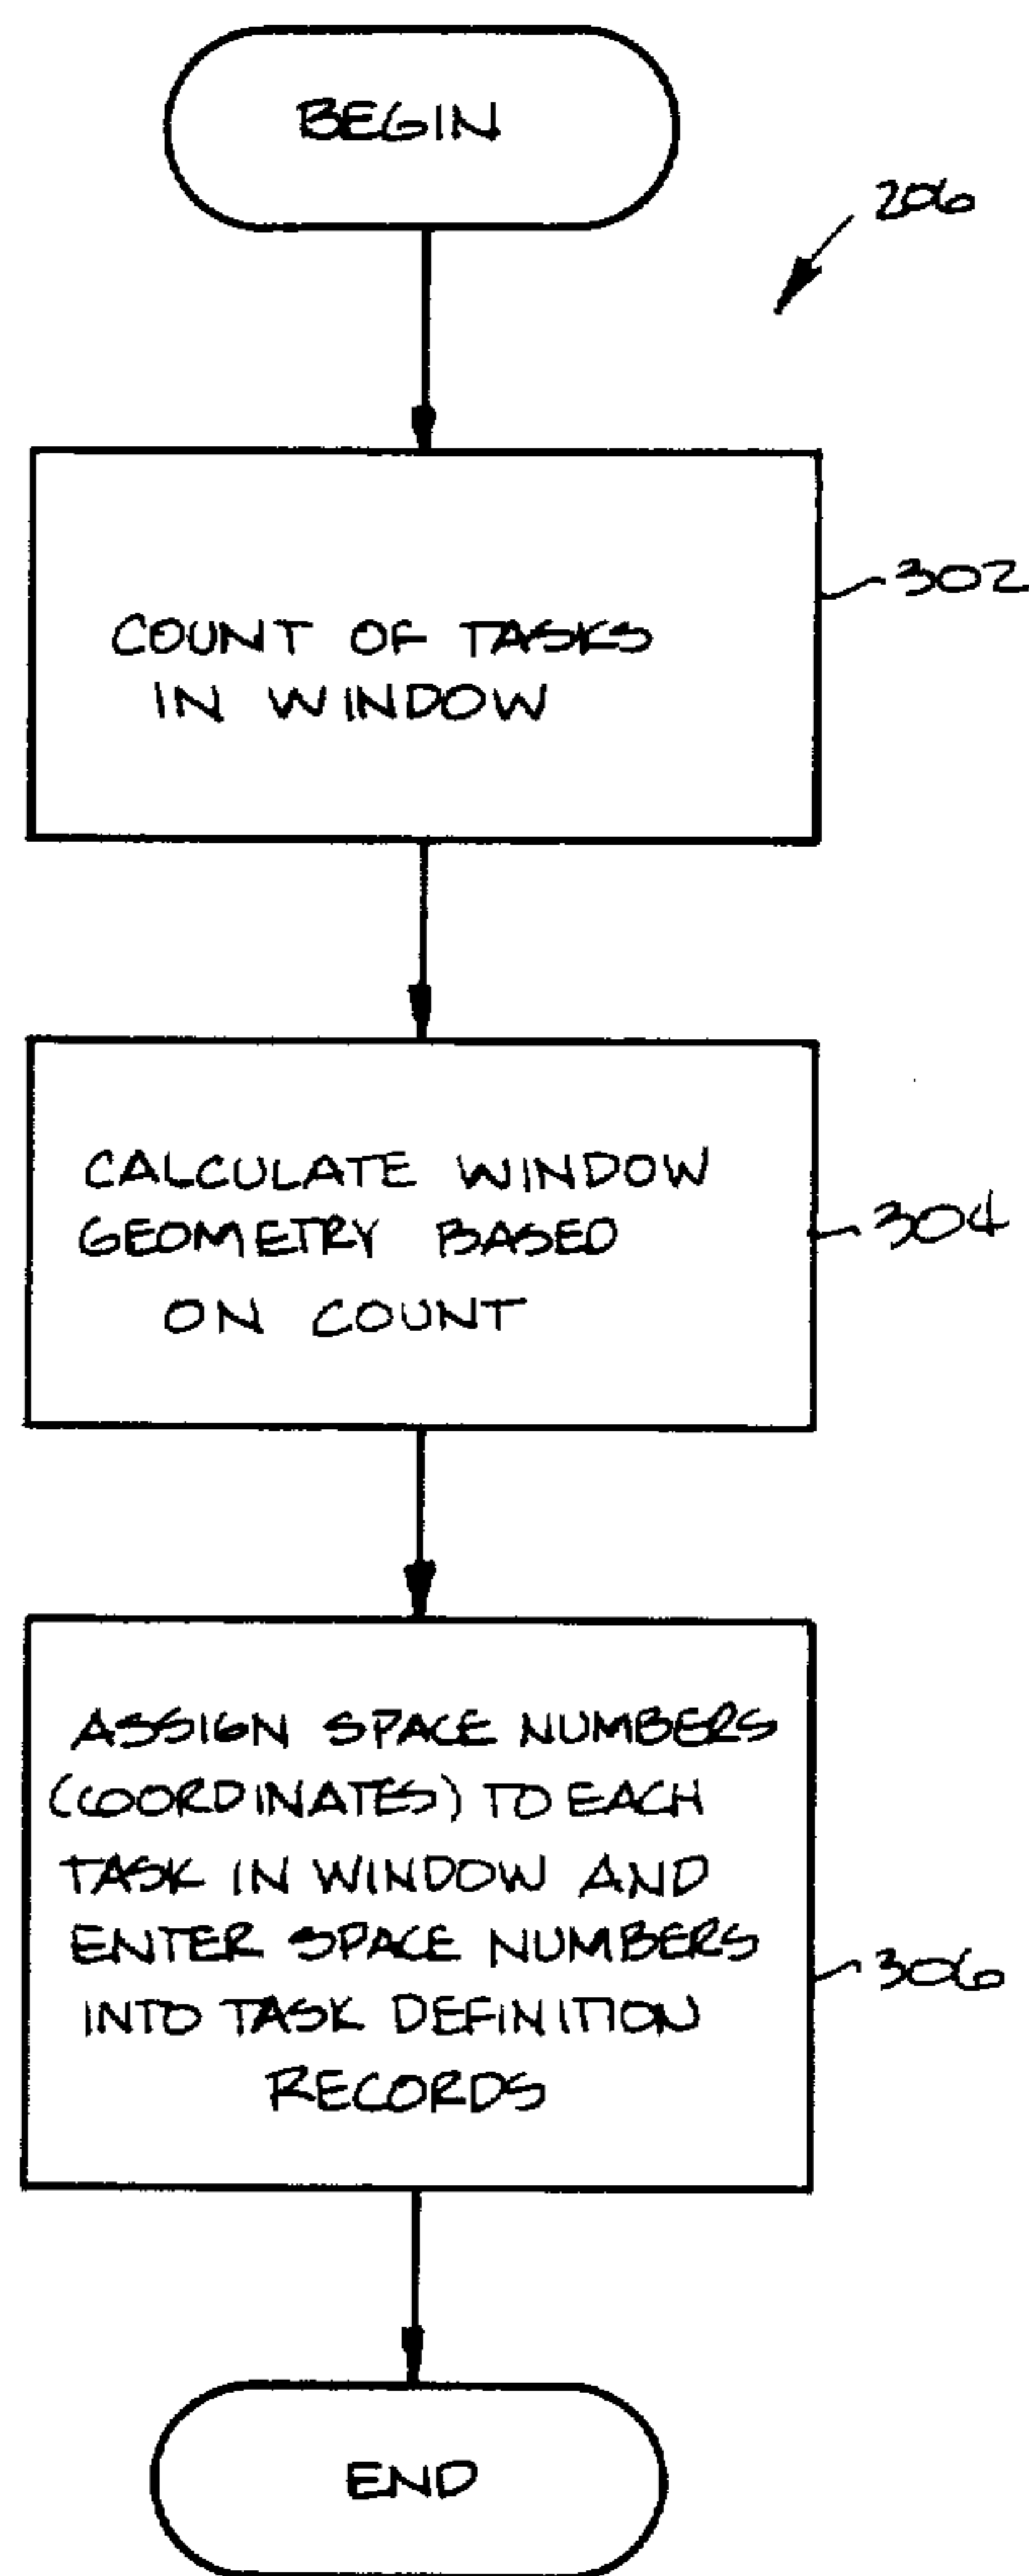 BEGIN
206
COUNT OF TASKS
IN WINDOW
302
CALCULATE WINDOW
GEOMETRY BASED
ON COUNT
304
ASSIGN SPACE NUMBERS
(COORDINATES) TO EACH
TASK IN WINDOW AND
ENTER SPACE NUMBERS
INTO TASK DEFINITION
RECORDS
306
END